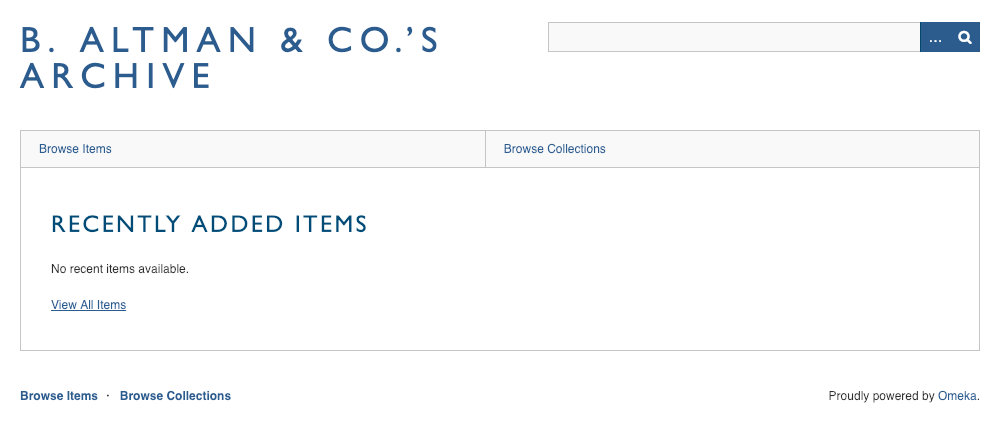 B. ALTMAN & CO.'S
ARCHIVE
...
Browse Items
Browse Collections
RECENTLY ADDED ITEMS
No recent items available.
View All Items
Browse Items · Browse Collections
Proudly powered by Omeka.